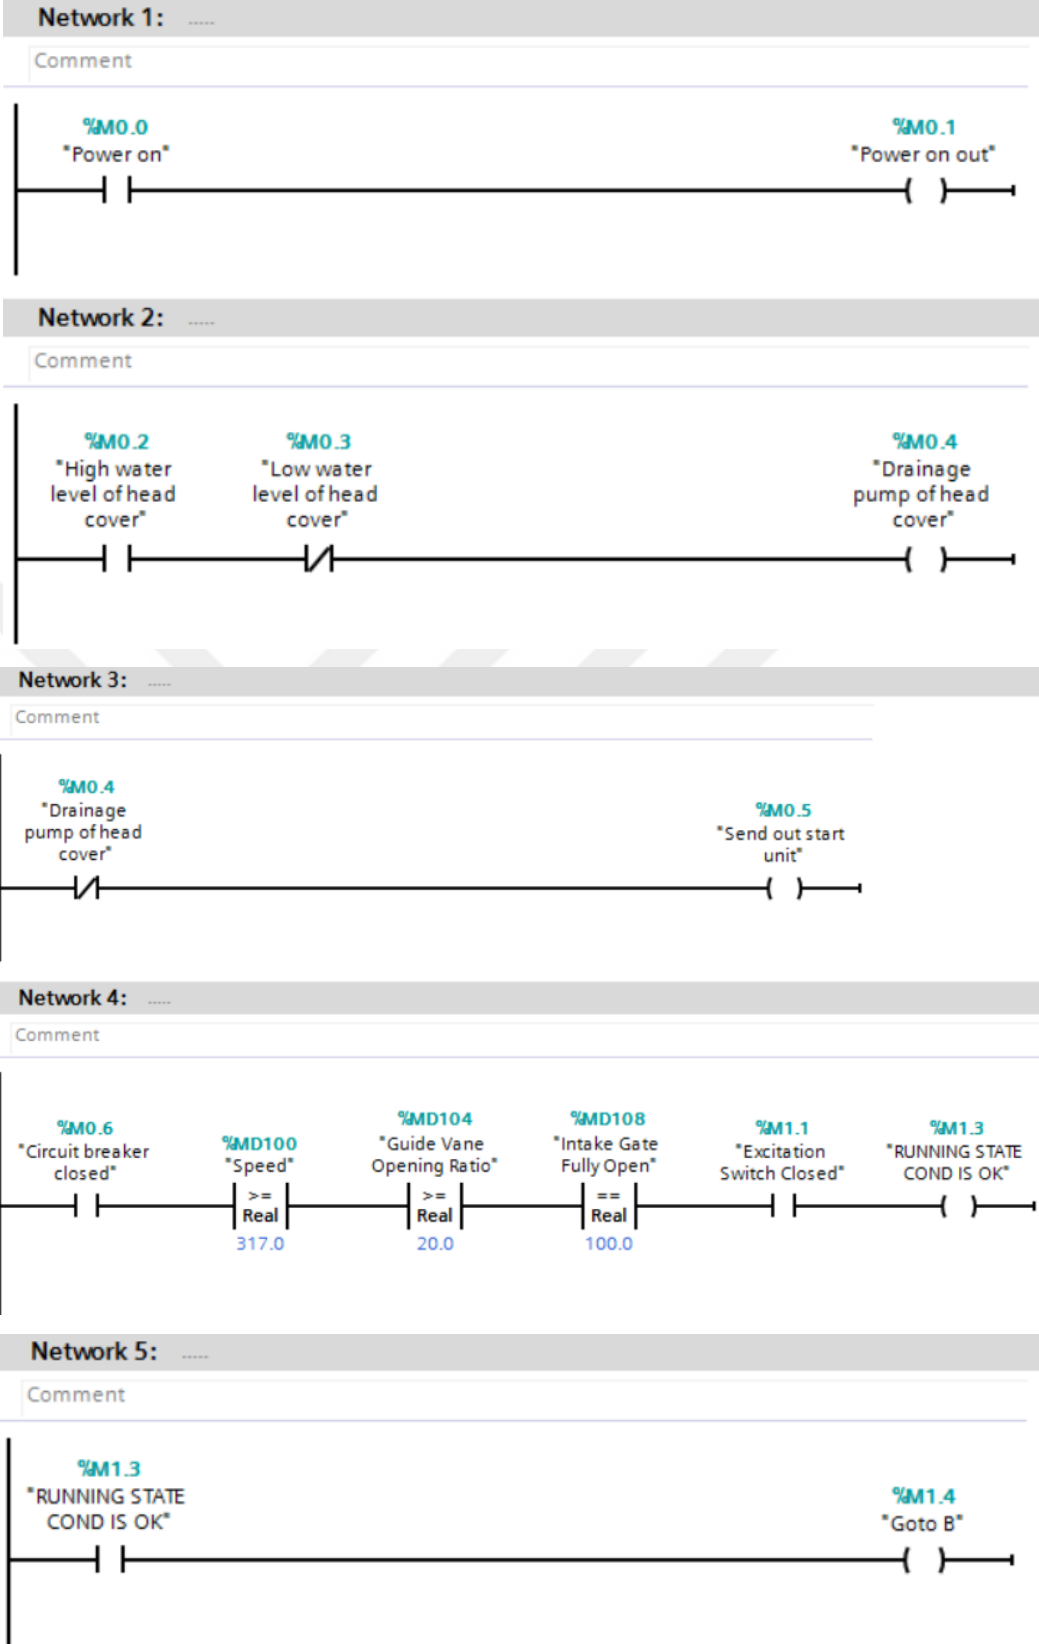 Network 1: .....
Comment
%M0.0
"Power on"
%M0.1
"Power on out"
Network 2: .....
Comment
%M0.2
"High water
level of head
cover"
%M0.3
"Low water
level of head
cover"
%M0.4
"Drainage
pump of head
cover"
Network 3: .....
Comment
%M0.4
"Drainage
pump of head
cover"
%M0.5
"Send out start
unit"
Network 4: .....
Comment
%M0.6
"Circuit breaker
closed"
%MD100
"Speed"
>=
Real
317.0
%MD104
"Guide Vane
Opening Ratio"
>=
Real
20.0
%MD108
"Intake Gate
Fully Open"
==
Real
100.0
%M1.1
"Excitation
Switch Closed"
%M1.3
"RUNNING STATE
COND IS OK"
Network 5: .....
Comment
%M1.3
"RUNNING STATE
COND IS OK"
%M1.4
"Goto B"